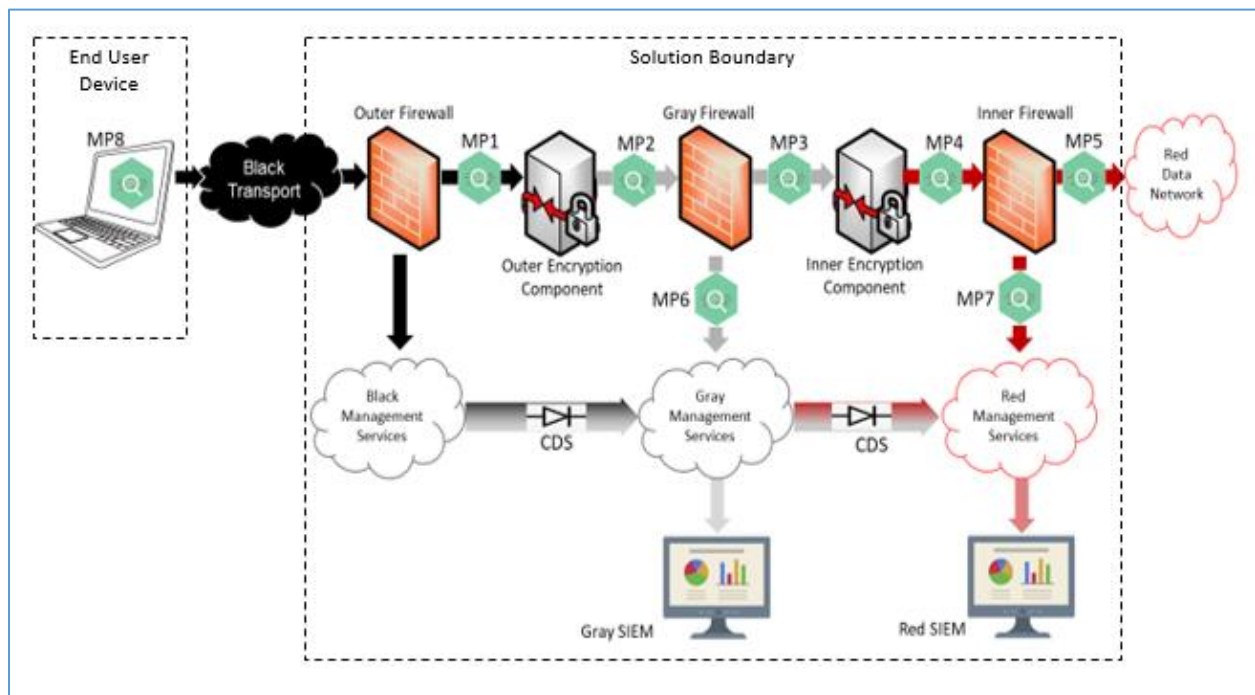 End User
Device
Solution Boundary
Outer Firewall
Gray Firewall
Inner Firewall
MP8
MP1
MP2
MP3
MP4
MP5
Black
Transport
Red
Data
Network
Outer Encryption
Component
Inner Encryption
Component
MP6
MP7
Black
Management
Services
Gray
Management
Services
Red
Management
Services
CDS
CDS
Gray SIEM
Red SIEM